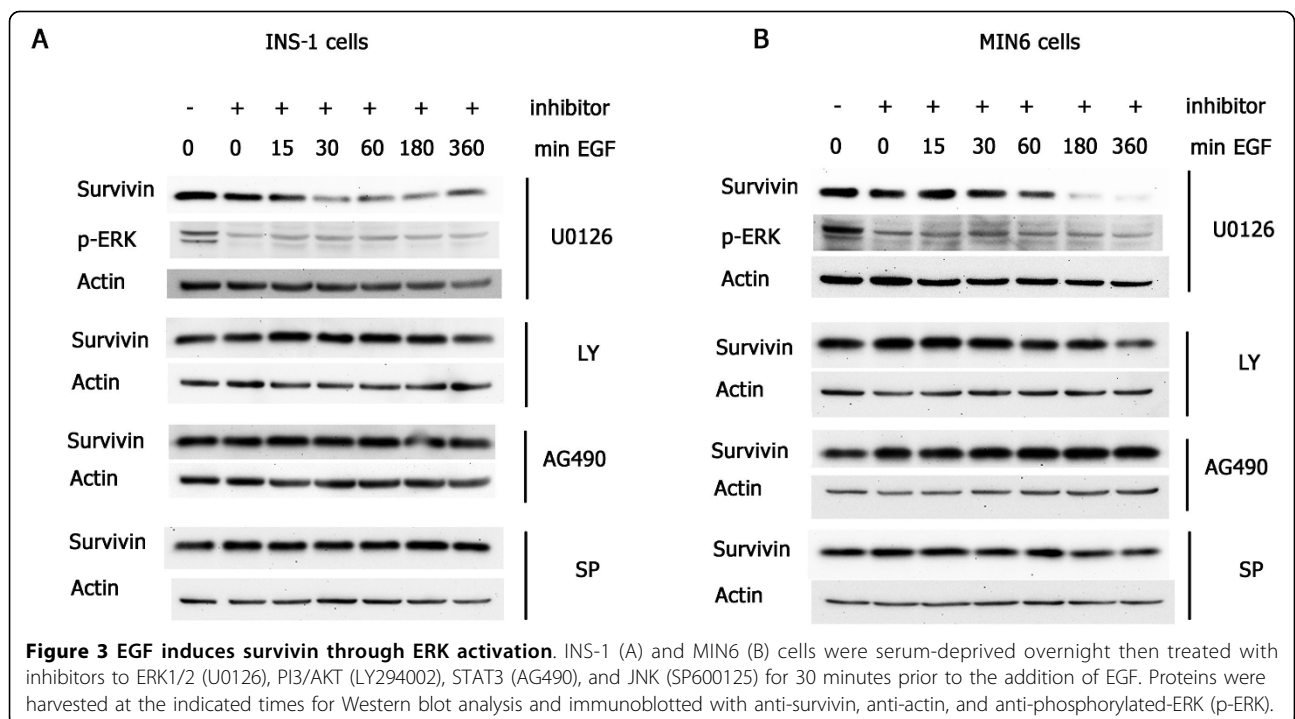 A INS-1 cells
- + + + + + + inhibitor
0 0 15 30 60 180 360 min EGF
Survivin
p-ERK
U0126
Actin
Survivin
LY
Actin
Survivin
AG490
Actin
Survivin
SP
Actin
B MIN6 cells
- + + + + + + inhibitor
0 0 15 30 60 180 360 min EGF
Survivin
p-ERK
U0126
Actin
Survivin
LY
Actin
Survivin
AG490
Actin
Survivin
SP
Actin
Figure 3 EGF induces survivin through ERK activation. INS-1 (A) and MIN6 (B) cells were serum-deprived overnight then treated with
inhibitors to ERK1/2 (U0126), PI3/AKT (LY294002), STAT3 (AG490), and JNK (SP600125) for 30 minutes prior to the addition of EGF. Proteins were
harvested at the indicated times for Western blot analysis and immunoblotted with anti-survivin, anti-actin, and anti-phosphorylated-ERK (p-ERK).